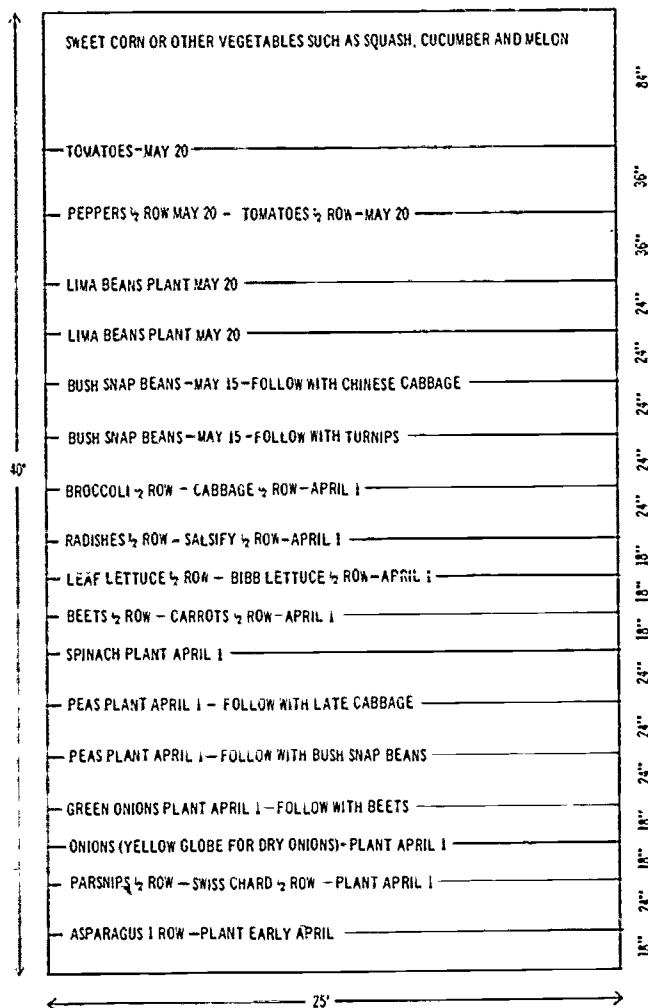 SWEET CORN OR OTHER VEGETABLES SUCH AS SQUASH, CUCUMBER AND MELON
84"
TOMATOES-MAY 20
36"
PEPPERS ½ ROW MAY 20 - TOMATOES ½ ROW-MAY 20
36"
LIMA BEANS PLANT MAY 20
24"
LIMA BEANS PLANT MAY 20
24"
BUSH SNAP BEANS-MAY 15-FOLLOW WITH CHINESE CABBAGE
24"
BUSH SNAP BEANS-MAY 15-FOLLOW WITH TURNIPS
24"
40'
BROCCOLI ½ ROW - CABBAGE ½ ROW-APRIL 1
24"
RADISHES ½ ROW - SALSIFY ½ ROW-APRIL 1
18"
LEAF LETTUCE ½ ROW - BIBB LETTUCE ½ ROW-APRIL 1
18"
BEETS ½ ROW - CARROTS ½ ROW-APRIL 1
18"
SPINACH PLANT APRIL 1
24"
PEAS PLANT APRIL 1 - FOLLOW WITH LATE CABBAGE
24"
PEAS PLANT APRIL 1-FOLLOW WITH BUSH SNAP BEANS
24"
GREEN ONIONS PLANT APRIL 1-FOLLOW WITH BEETS
18"
ONIONS (YELLOW GLOBE FOR DRY ONIONS)-PLANT APRIL 1
18"
PARSNIPS ½ ROW-SWISS CHARD ½ ROW - PLANT APRIL 1
24"
ASPARAGUS 1 ROW-PLANT EARLY APRIL
18"
25'